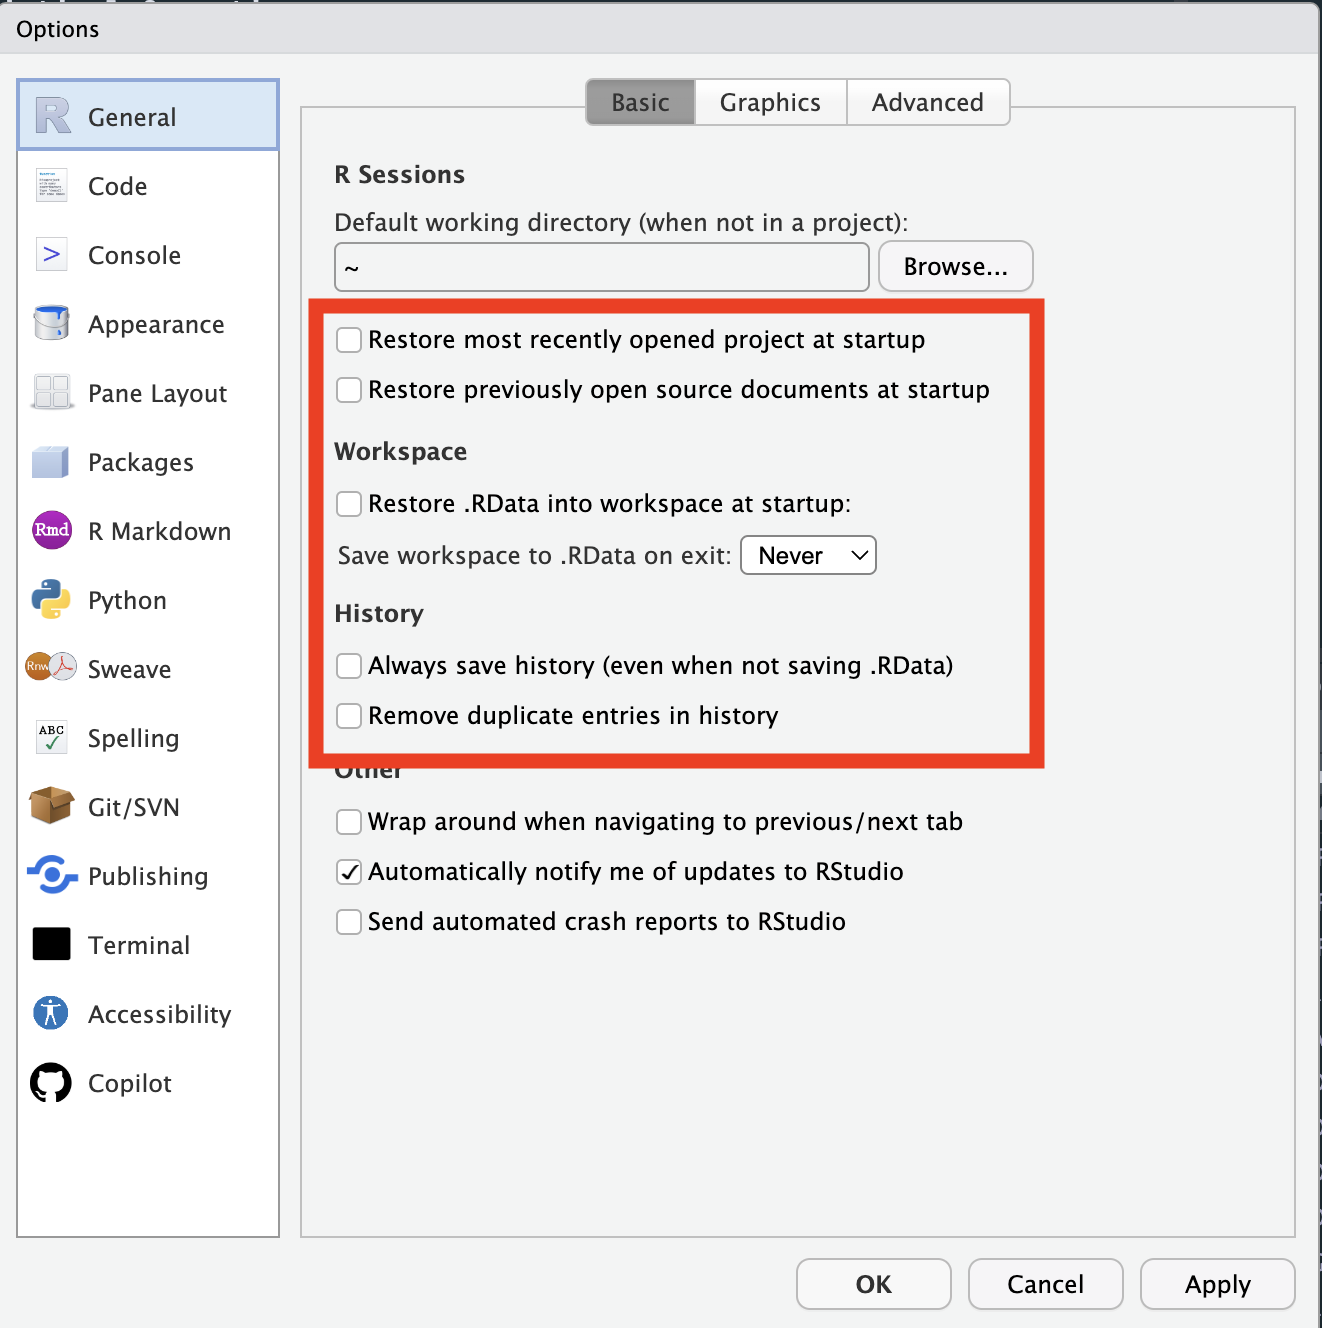 Options
General
Code
Console
Appearance
Pane Layout
Packages
Rmd
R Markdown
Python
Rnw
Sweave
ABC
Spelling
Git/SVN
Publishing
Terminal
Accessibility
Copilot
Basic Graphics Advanced
R Sessions
Default working directory (when not in a project):
~ Browse...
Restore most recently opened project at startup
Restore previously open source documents at startup
Workspace
Restore .RData into workspace at startup:
Save workspace to .RData on exit: Never
History
Always save history (even when not saving .RData)
Remove duplicate entries in history
Other
Wrap around when navigating to previous/next tab
Automatically notify me of updates to RStudio
Send automated crash reports to RStudio
OK Cancel Apply